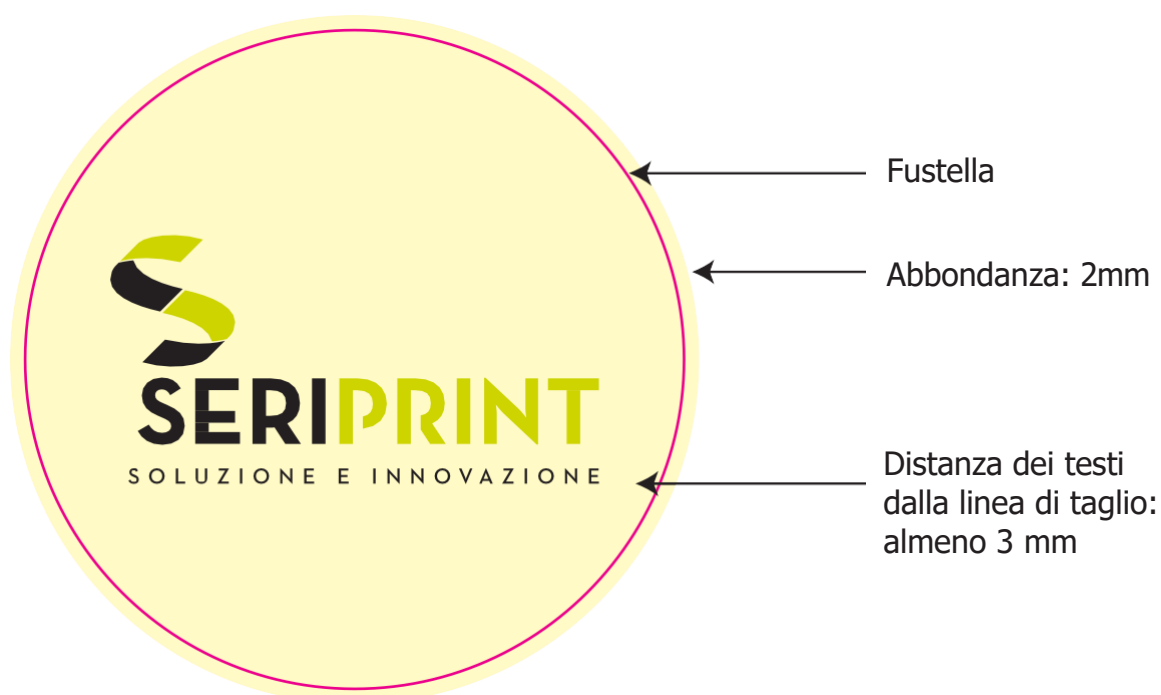 Fustella
Abbondanza: 2mm
SERIPRINT
SOLUZIONE E INNOVAZIONE
Distanza dei testi
dalla linea di taglio:
almeno 3 mm